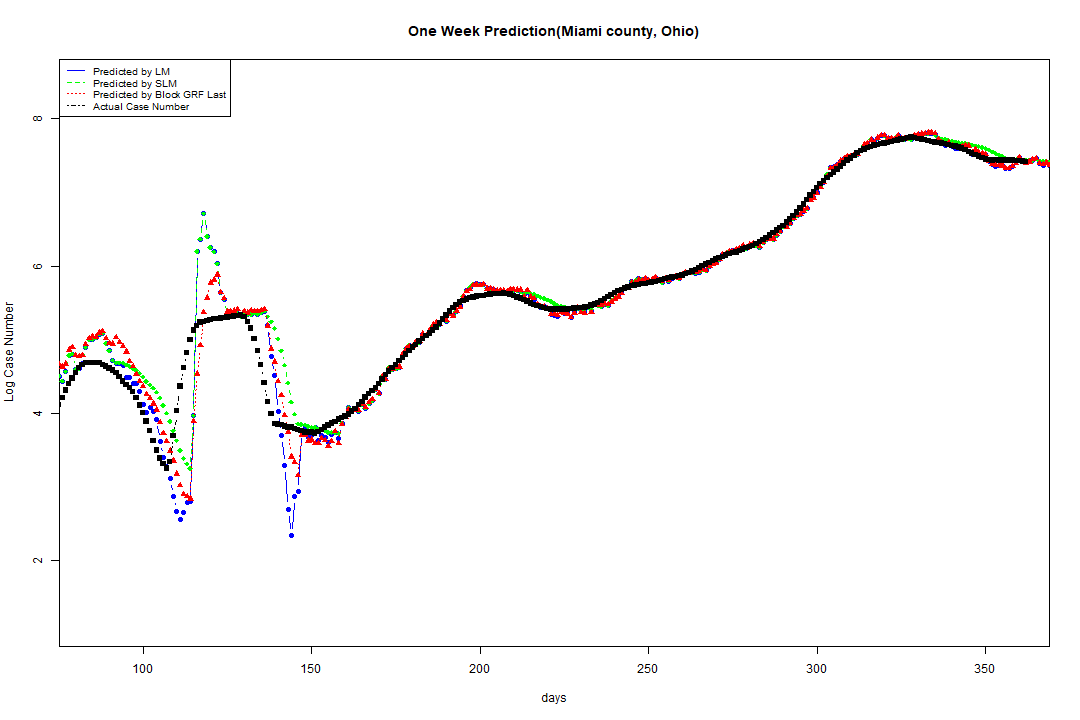 One Week Prediction(Miami county, Ohio)
Predicted by LM
Predicted by SLM
Predicted by Block GRF Last
Actual Case Number
8
6
4
2
Log Case Number
100 150 200 250 300 350
days